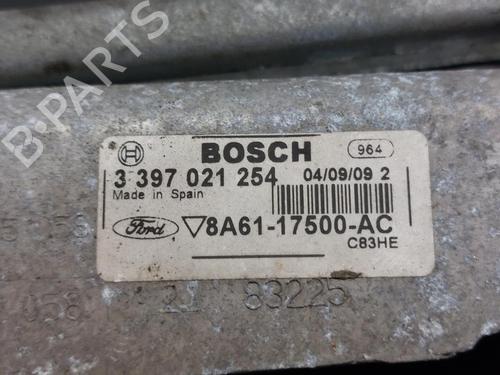 B-PARTS
BOSCH 964
3 397 021 254 04/09/09 2
Made in Spain
Ford 8A61-17500-AC
C83HE
83225